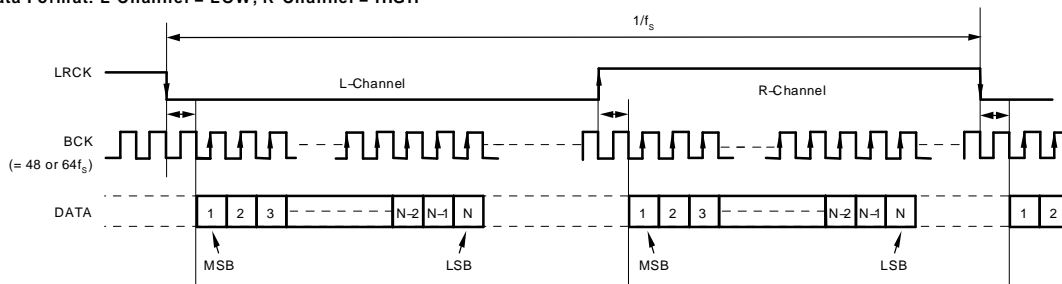 ata Format: L-Channel = LOW, R-Channel = HIGH
1/fs
LRCK
L-Channel
R-Channel
BCK
(= 48 or 64fs)
DATA
1 2 3 N–2 N–1 N
1 2 3 N–2 N–1 N
1 2
MSB
LSB
MSB
LSB